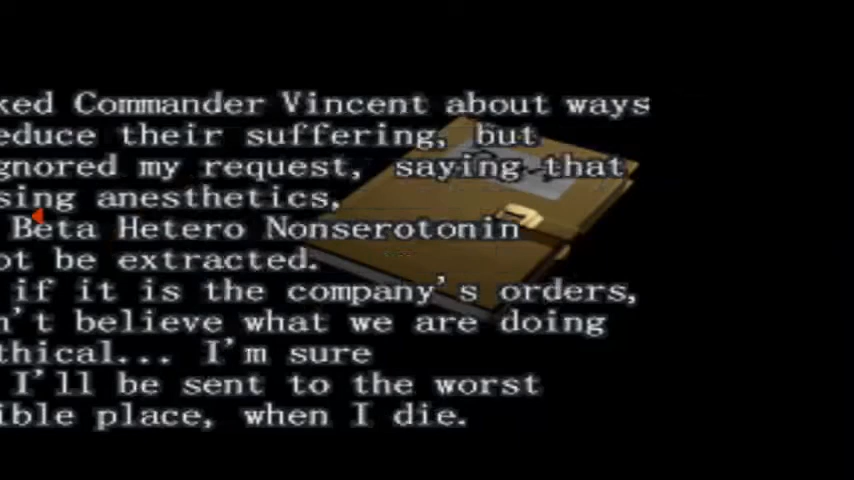 ked Commander Vincent about ways
educe their suffering, but
gnored my request, saying that
sing anesthetics,
Beta Hetero Nonserotonin
ot be extracted.
if it is the company's orders,
n't believe what we are doing
thical... I'm sure
I'll be sent to the worst
ible place, when I die.